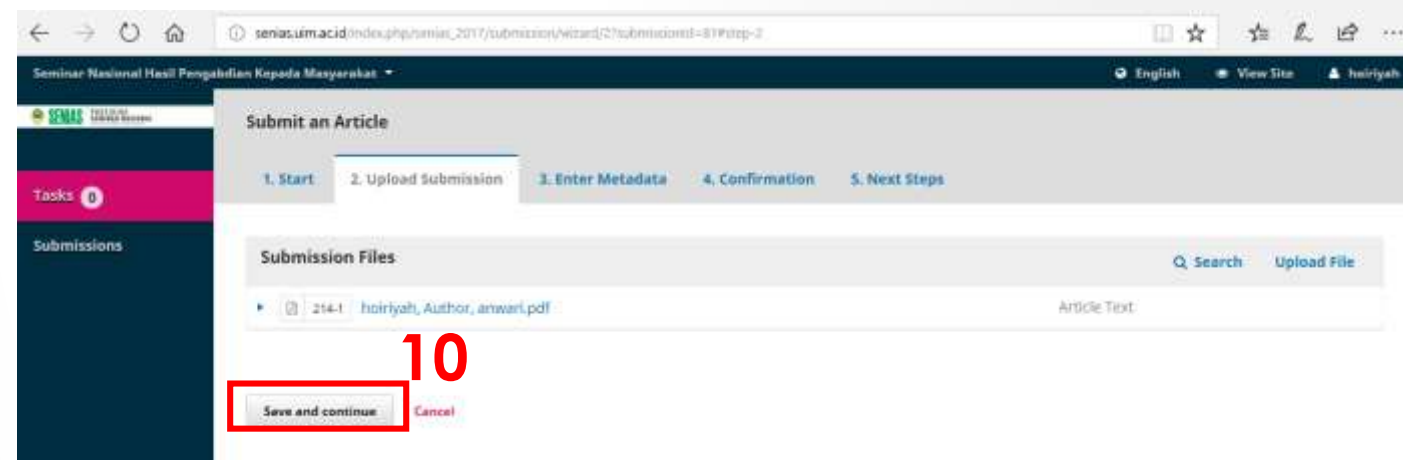 senias.uim.ac.id/index.php/senias_2017/submission/wizard/2?submissionId=81#step-2
Seminar Nasional Hasil Pengabdian Kepada Masyarakat
English View Site hoiriyah
SENIAS
Submit an Article
1. Start 2. Upload Submission 3. Enter Metadata 4. Confirmation 5. Next Steps
Tasks 0
Submissions
Submission Files
Search Upload File
214-1 hoiriyah, Author, anwari.pdf Article Text
10
Save and continue Cancel